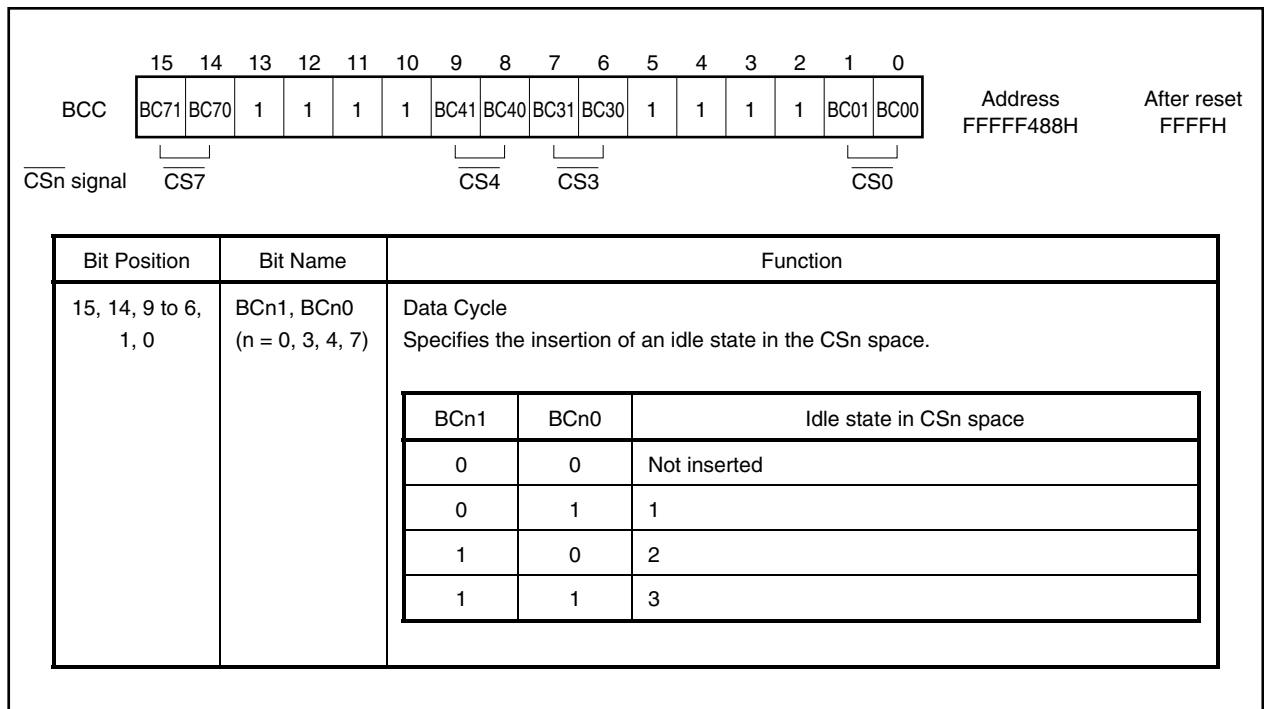 15 14 13 12 11 10 9 8 7 6 5 4 3 2 1 0
BCC BC71 BC70 1 1 1 1 BC41 BC40 BC31 BC30 1 1 1 1 BC01 BC00 Address After reset
FFFFF488H FFFFH
CSn signal CS7 CS4 CS3 CS0
Bit Position Bit Name Function
15, 14, 9 to 6, BCn1, BCn0 Data Cycle
1, 0 (n = 0, 3, 4, 7) Specifies the insertion of an idle state in the CSn space.
BCn1 BCn0 Idle state in CSn space
0 0 Not inserted
0 1 1
1 0 2
1 1 3